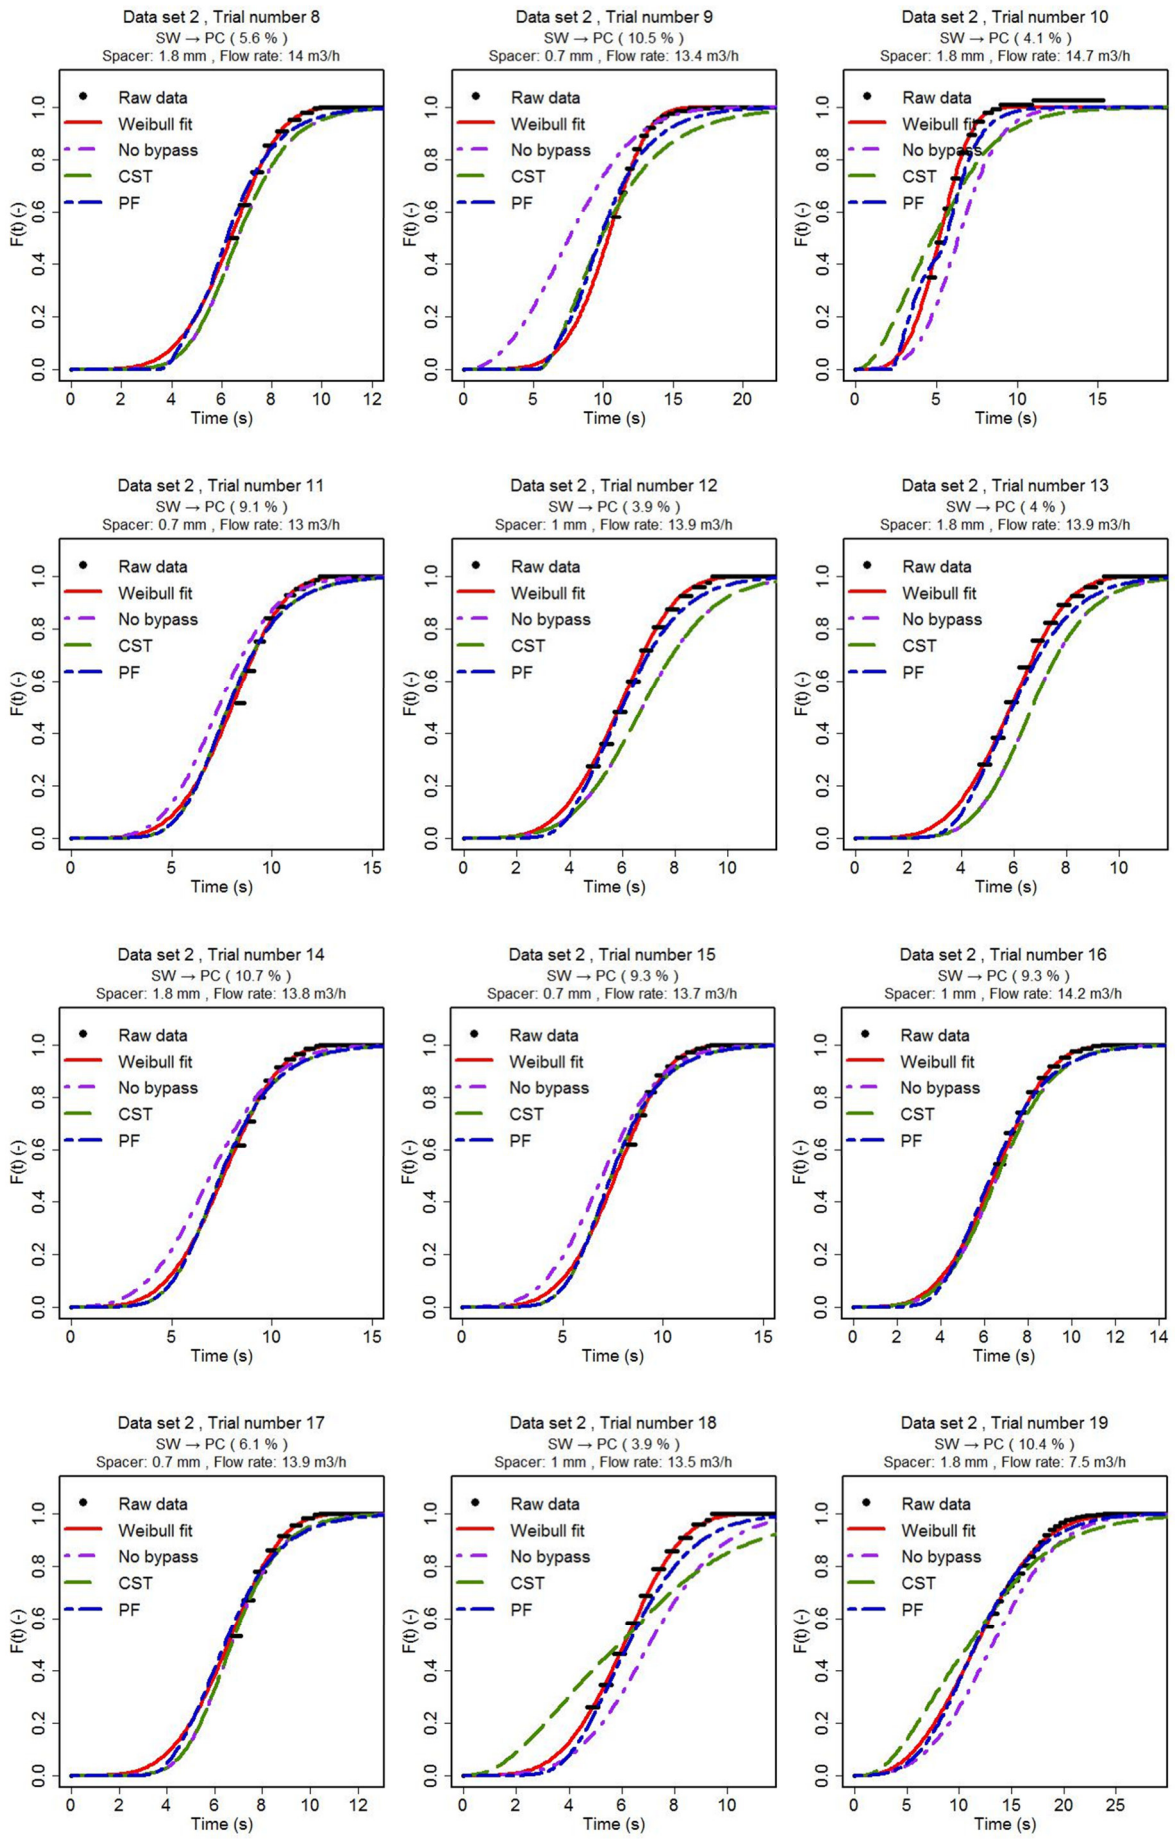 Data set 2 , Trial number 8
SW → PC ( 5.6 % )
Spacer: 1.8 mm , Flow rate: 14 m3/h
Raw data
Weibull fit
No bypass
CST
PF
F(t) (-)
0.0 0.2 0.4 0.6 0.8 1.0
0 2 4 6 8 10 12
Time (s)
Data set 2 , Trial number 9
SW → PC ( 10.5 % )
Spacer: 0.7 mm , Flow rate: 13.4 m3/h
Raw data
Weibull fit
No bypass
CST
PF
F(t) (-)
0.0 0.2 0.4 0.6 0.8 1.0
0 5 10 15 20
Time (s)
Data set 2 , Trial number 10
SW → PC ( 4.1 % )
Spacer: 1.8 mm , Flow rate: 14.7 m3/h
Raw data
Weibull fit
No bypass
CST
PF
F(t) (-)
0.0 0.2 0.4 0.6 0.8 1.0
0 5 10 15
Time (s)
Data set 2 , Trial number 11
SW → PC ( 9.1 % )
Spacer: 0.7 mm , Flow rate: 13 m3/h
Raw data
Weibull fit
No bypass
CST
PF
F(t) (-)
0.0 0.2 0.4 0.6 0.8 1.0
0 5 10 15
Time (s)
Data set 2 , Trial number 12
SW → PC ( 3.9 % )
Spacer: 1 mm , Flow rate: 13.9 m3/h
Raw data
Weibull fit
No bypass
CST
PF
F(t) (-)
0.0 0.2 0.4 0.6 0.8 1.0
0 2 4 6 8 10
Time (s)
Data set 2 , Trial number 13
SW → PC ( 4 % )
Spacer: 1.8 mm , Flow rate: 13.9 m3/h
Raw data
Weibull fit
No bypass
CST
PF
F(t) (-)
0.0 0.2 0.4 0.6 0.8 1.0
0 2 4 6 8 10
Time (s)
Data set 2 , Trial number 14
SW → PC ( 10.7 % )
Spacer: 1.8 mm , Flow rate: 13.8 m3/h
Raw data
Weibull fit
No bypass
CST
PF
F(t) (-)
0.0 0.2 0.4 0.6 0.8 1.0
0 5 10 15
Time (s)
Data set 2 , Trial number 15
SW → PC ( 9.3 % )
Spacer: 0.7 mm , Flow rate: 13.7 m3/h
Raw data
Weibull fit
No bypass
CST
PF
F(t) (-)
0.0 0.2 0.4 0.6 0.8 1.0
0 5 10 15
Time (s)
Data set 2 , Trial number 16
SW → PC ( 9.3 % )
Spacer: 1 mm , Flow rate: 14.2 m3/h
Raw data
Weibull fit
No bypass
CST
PF
F(t) (-)
0.0 0.2 0.4 0.6 0.8 1.0
0 2 4 6 8 10 12 14
Time (s)
Data set 2 , Trial number 17
SW → PC ( 6.1 % )
Spacer: 0.7 mm , Flow rate: 13.9 m3/h
Raw data
Weibull fit
No bypass
CST
PF
F(t) (-)
0.0 0.2 0.4 0.6 0.8 1.0
0 2 4 6 8 10 12
Time (s)
Data set 2 , Trial number 18
SW → PC ( 3.9 % )
Spacer: 1 mm , Flow rate: 13.5 m3/h
Raw data
Weibull fit
No bypass
CST
PF
F(t) (-)
0.0 0.2 0.4 0.6 0.8 1.0
0 2 4 6 8 10
Time (s)
Data set 2 , Trial number 19
SW → PC ( 10.4 % )
Spacer: 1.8 mm , Flow rate: 7.5 m3/h
Raw data
Weibull fit
No bypass
CST
PF
F(t) (-)
0.0 0.2 0.4 0.6 0.8 1.0
0 5 10 15 20 25
Time (s)